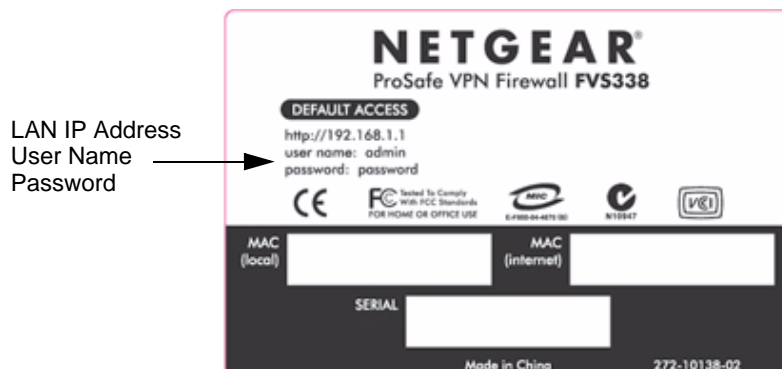 NETGEAR®
ProSafe VPN Firewall FVS338
DEFAULT ACCESS
http://192.168.1.1
user name: admin
password: password
LAN IP Address
User Name
Password
CE
FC Tested To Comply
With FCC Standards
FOR HOME OR OFFICE USE
MIC
N10947
VCI
MAC
(local)
MAC
(internet)
SERIAL
Made in China
272-10138-02